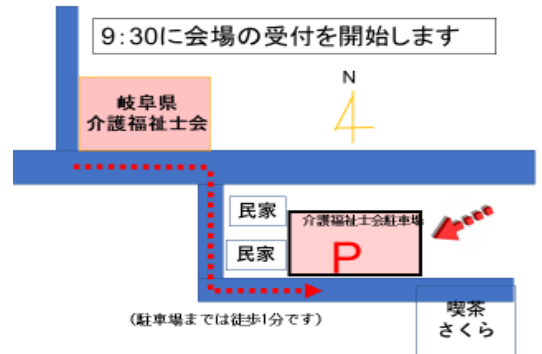 9:30に会場の受付を開始します
岐阜県
介護福祉士会
N
民家
介護福祉士会駐車場
民家
P
(駐車場までは徒歩1分です)
喫茶
さくら